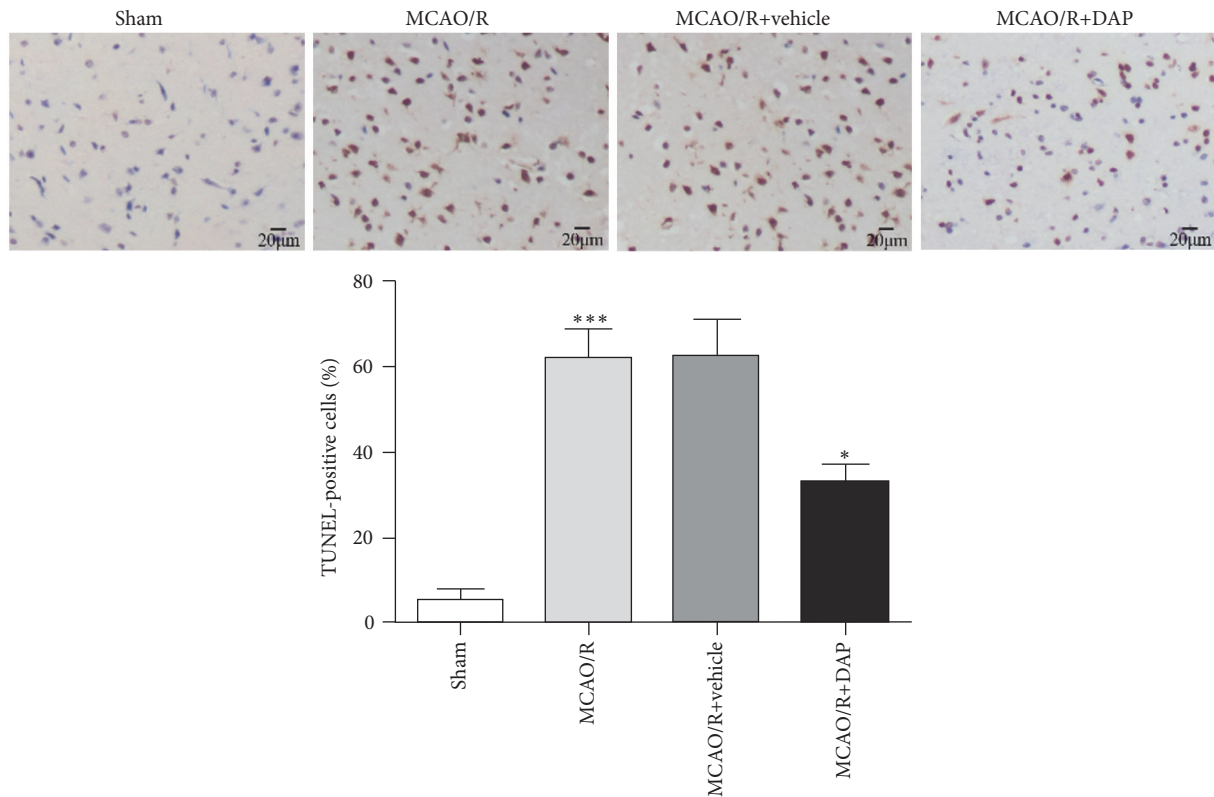 Sham MCAO/R MCAO/R+vehicle MCAO/R+DAP
20μm 20μm 20μm 20μm
80
60
40
20
0
TUNEL-positive cells (%)
***
*
Sham
MCAO/R
MCAO/R+vehicle
MCAO/R+DAP